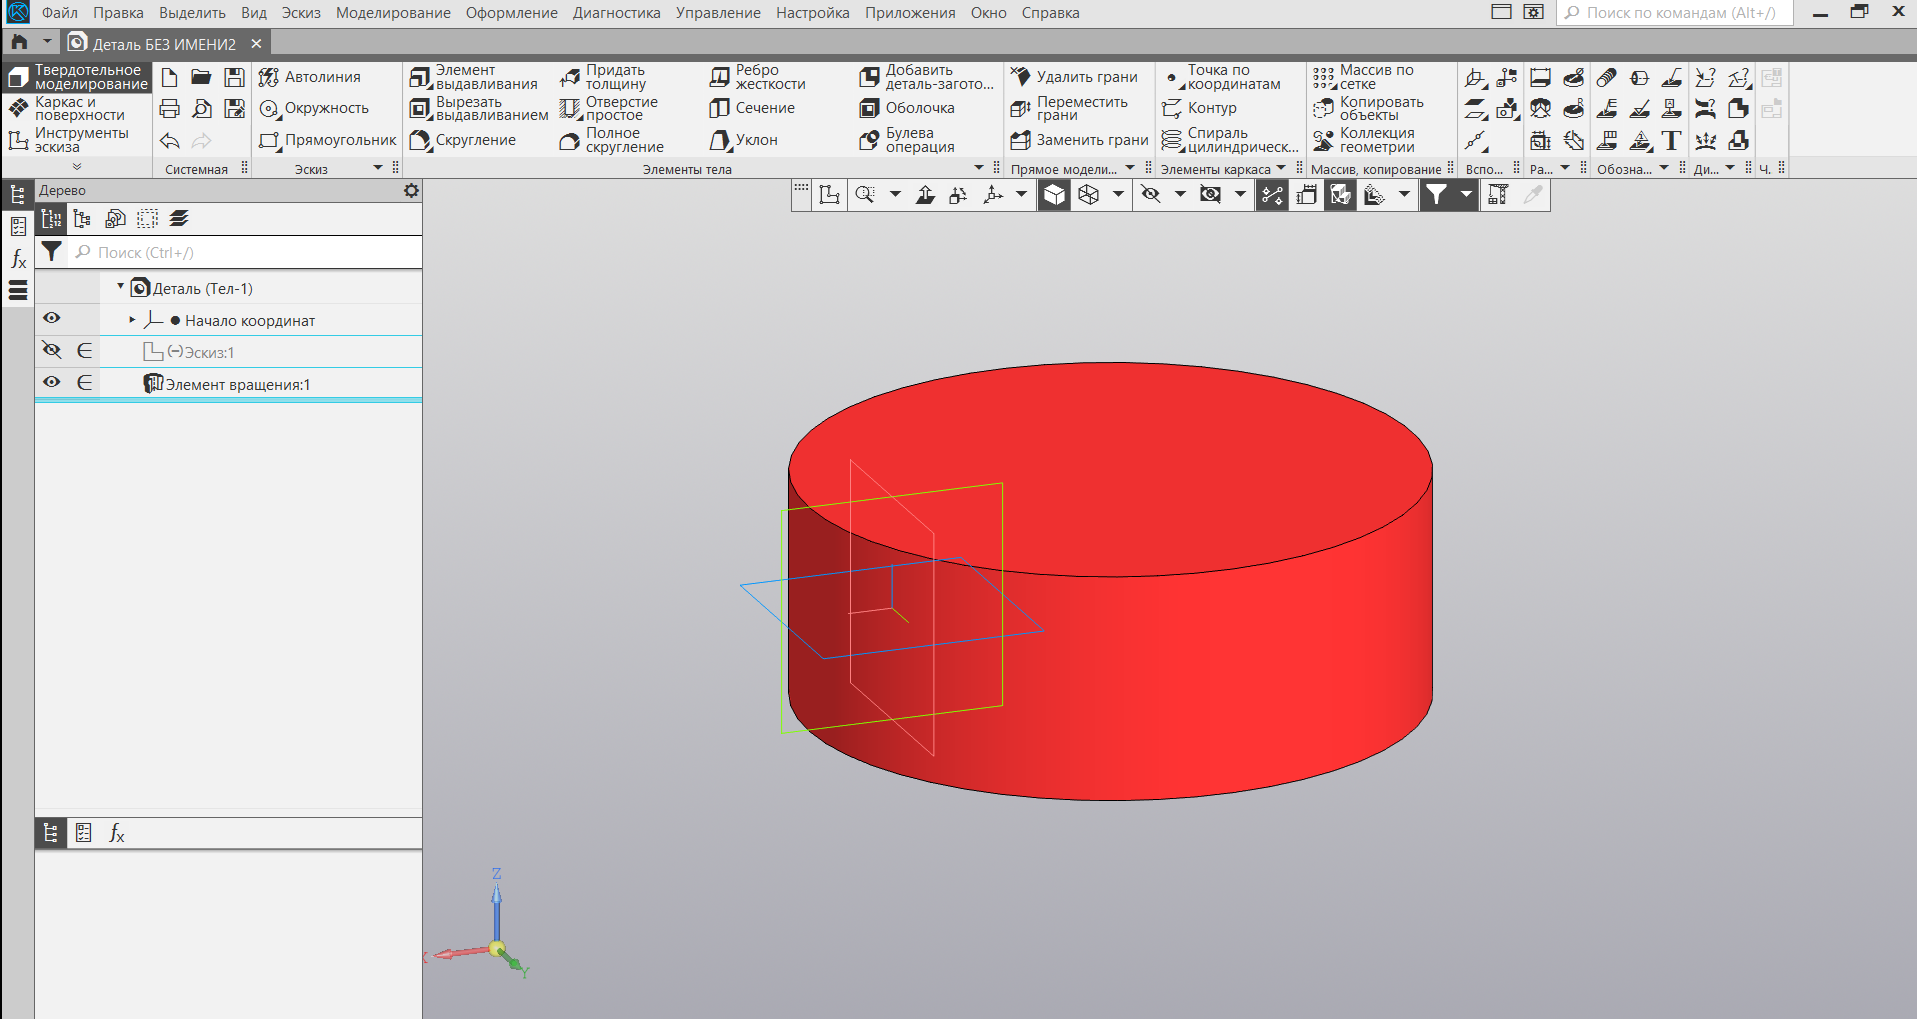 Файл Правка Выделить Вид Эскиз Моделирование Оформление Диагностика Управление Настройка Приложения Окно Справка Поиск по командам (Alt+/)
Деталь БЕЗ ИМЕНИ2
Твердотельное моделирование
Каркас и поверхности
Инструменты эскиза
Системная
Автолиния
Окружность
Прямоугольник
Эскиз
Элемент выдавливания
Вырезать выдавливанием
Скругление
Придать толщину
Отверстие простое
Полное скругление
Ребро жесткости
Сечение
Уклон
Добавить деталь-загото...
Оболочка
Булева операция
Элементы тела
Удалить грани
Переместить грани
Заменить грани
Прямое модели...
Точка по координатам
Контур
Спираль цилиндрическ...
Элементы каркаса
Массив по сетке
Копировать объекты
Коллекция геометрии
Массив, копирование
Вспо...
Ра...
Обозна...
Ди...
Ч.
Дерево
Поиск (Ctrl+/)
Деталь (Тел-1)
Начало координат
(−)Эскиз:1
Элемент вращения:1
Z
X
Y